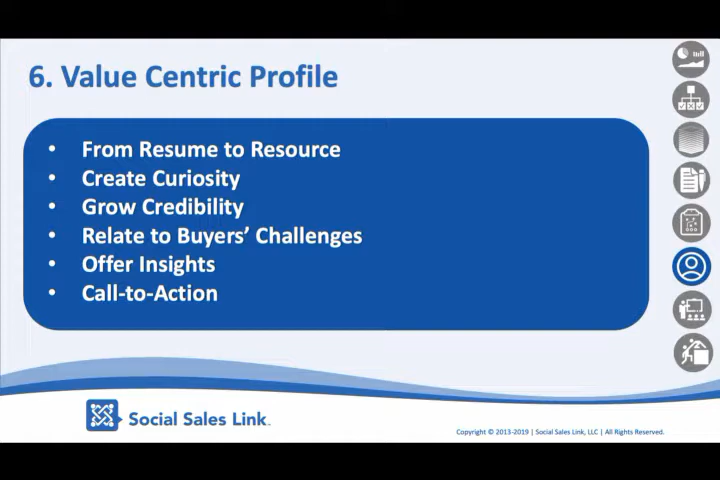 6. Value Centric Profile
• From Resume to Resource
• Create Curiosity
• Grow Credibility
• Relate to Buyers’ Challenges
• Offer Insights
• Call-to-Action
Social Sales Link
Copyright © 2013-2019 | Social Sales Link, LLC | All Rights Reserved.